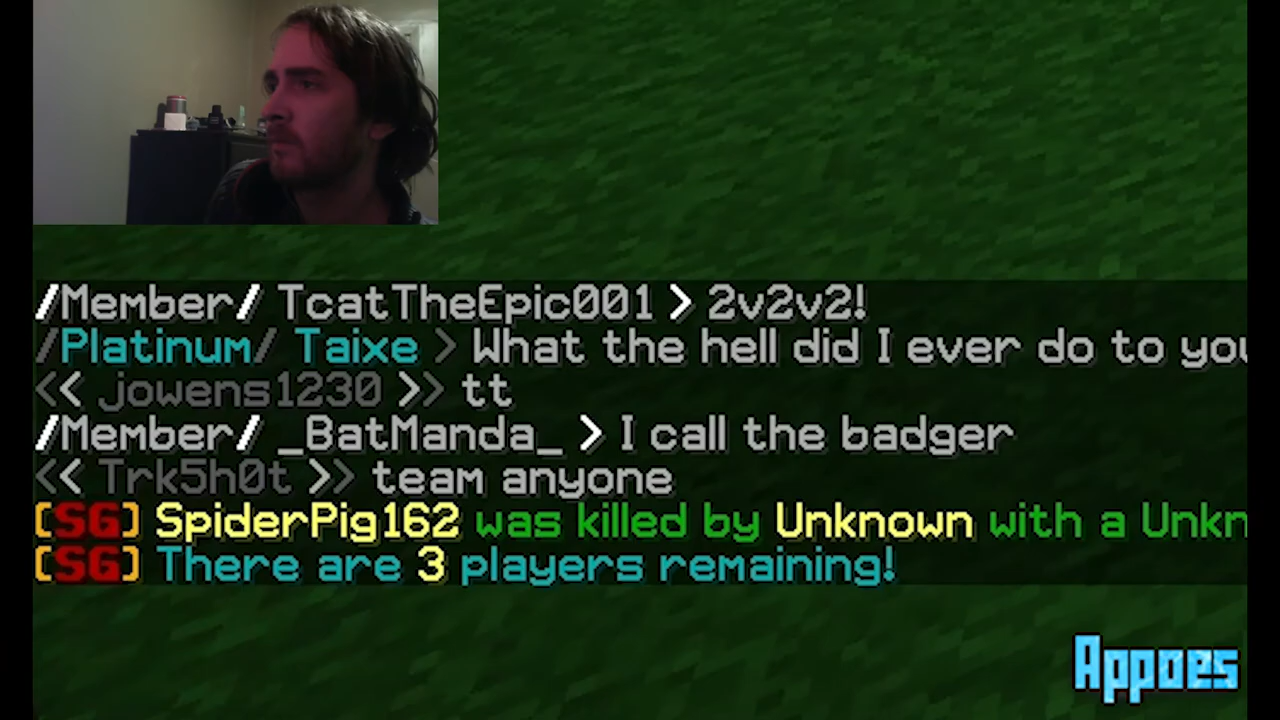 /Member/ TcatTheEpic001 > 2v2v2!
/Platinum/ Taixe > What the hell did I ever do to you
<< jowens1230 >> tt
/Member/ _BatManda_ > I call the badger
<< Trk5h0t >> team anyone
[SG] SpiderPig162 was killed by Unknown with a Unkn
[SG] There are 3 players remaining!
Appoes